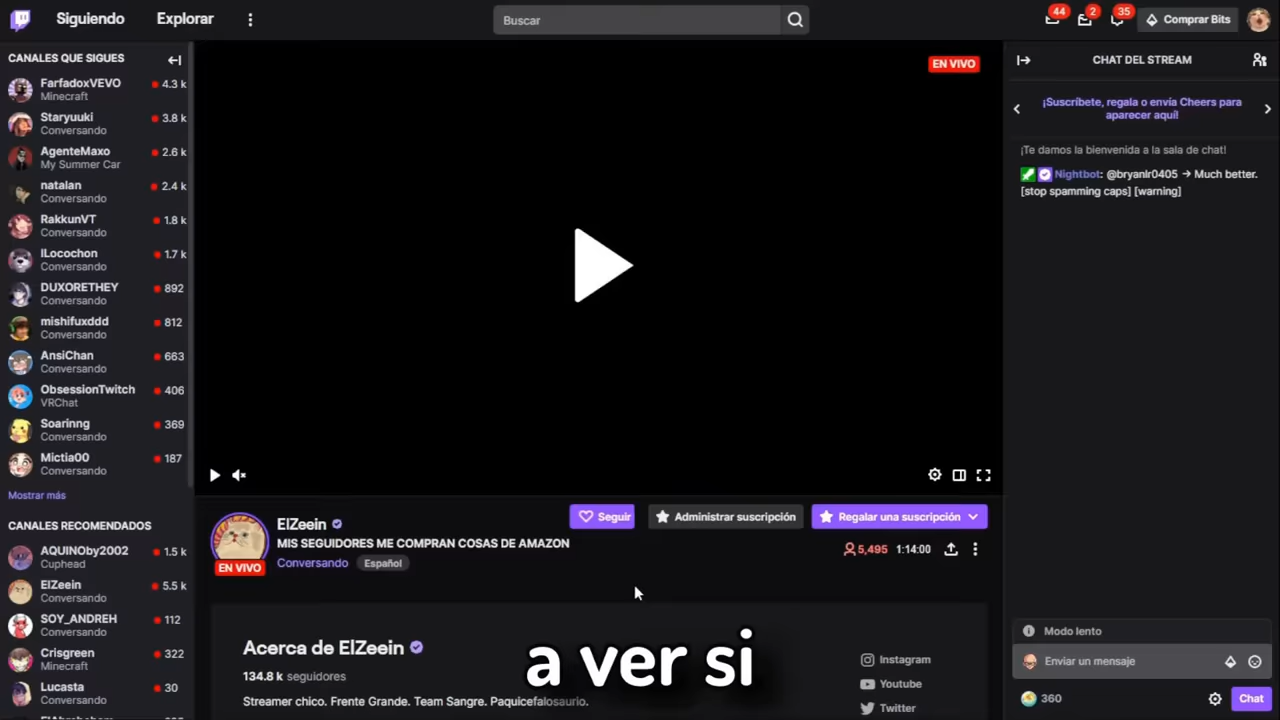 Siguiendo
Explorar
Buscar
44
2
35
Comprar Bits
CANALES QUE SIGUES
FarfadoxVEVO
4.3 k
Minecraft
Staryuuki
3.8 k
Conversando
AgenteMaxo
2.6 k
My Summer Car
natalan
2.4 k
Conversando
RakkunVT
1.8 k
Conversando
ILocochon
1.7 k
Conversando
DUXORETHEY
892
Conversando
mishifuxddd
812
Conversando
AnsiChan
663
Conversando
ObsessionTwitch
406
VRChat
Soarinng
369
Conversando
Mictia00
187
Conversando
Mostrar más
CANALES RECOMENDADOS
AQUINOby2002
1.5 k
Cuphead
ElZeein
5.5 k
Conversando
SOY_ANDREH
112
Conversando
Crisgreen
322
Minecraft
Lucasta
30
Conversando
EN VIVO
ElZeein
MIS SEGUIDORES ME COMPRAN COSAS DE AMAZON
Conversando
Español
EN VIVO
Seguir
Administrar suscripción
Regalar una suscripción
5,495
1:14:00
Acerca de ElZeein
134.8 k seguidores
Streamer chico. Frente Grande. Team Sangre. Paquicefalosaurio.
Instagram
Youtube
Twitter
a ver si
CHAT DEL STREAM
¡Suscríbete, regala o envía Cheers para
aparecer aquí!
¡Te damos la bienvenida a la sala de chat!
Nightbot: @bryanlr0405 → Much better.
[stop spamming caps] [warning]
Modo lento
Enviar un mensaje
360
Chat